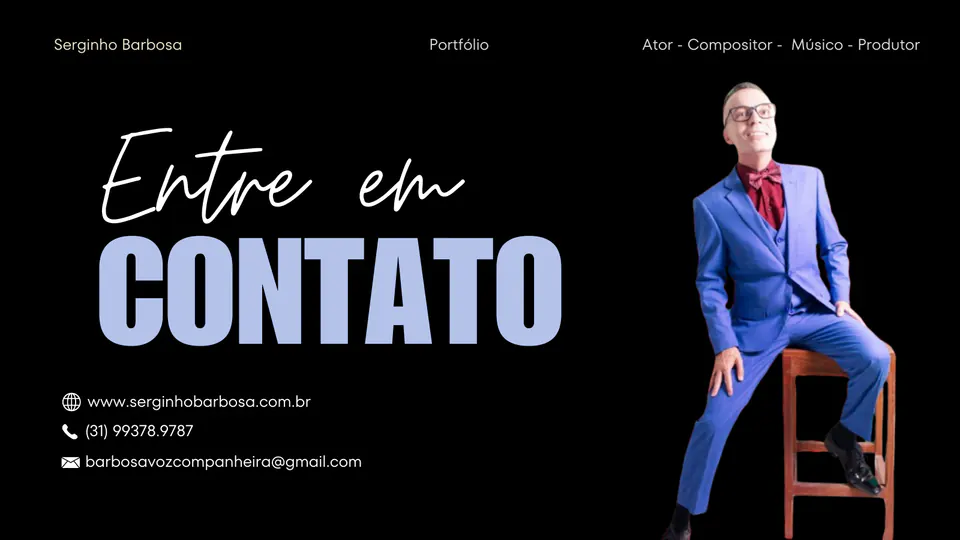 Serginho Barbosa
Portfólio
Ator - Compositor - Músico - Produtor
Entre em
CONTATO
www.serginhobarbosa.com.br
(31) 99378.9787
barbosavozcompanheira@gmail.com